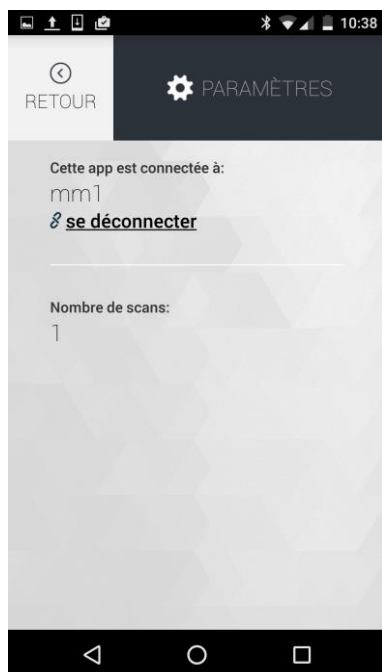 10:38
RETOUR
PARAMÈTRES
Cette app est connectée à:
mm1
se déconnecter
Nombre de scans:
1